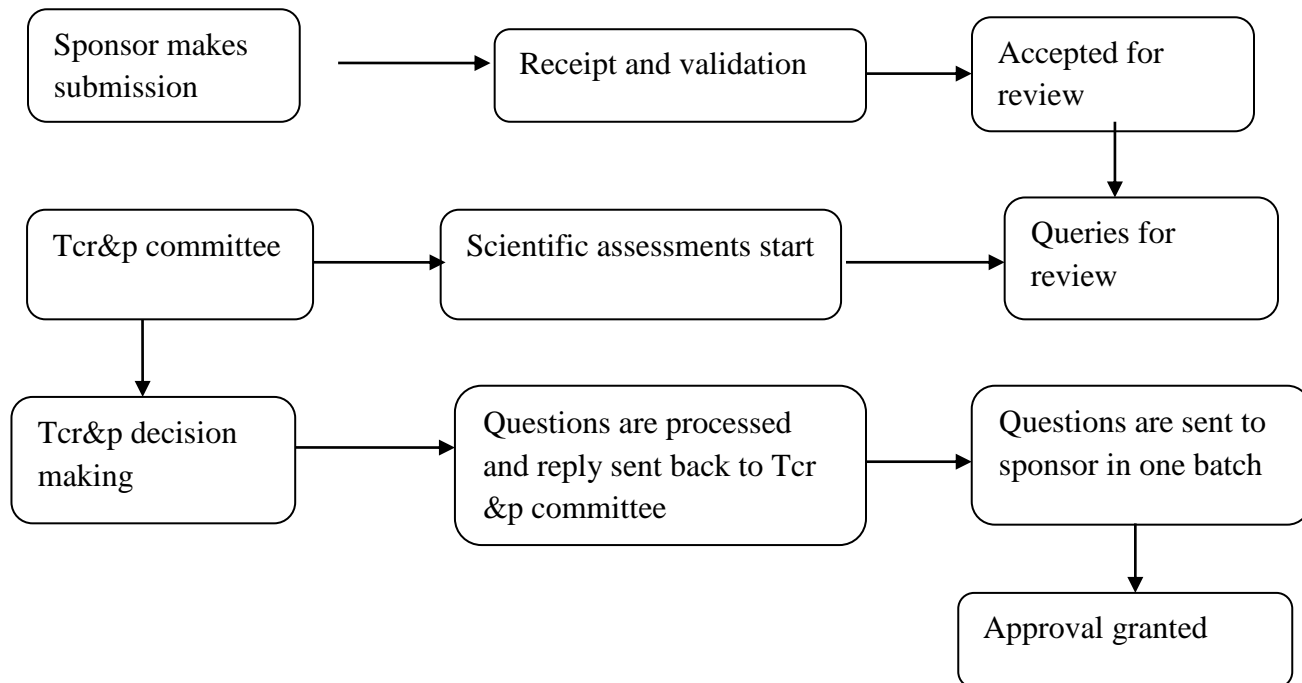 Sponsor makes
submission
Receipt and validation
Accepted for
review
Tcr&p committee
Scientific assessments start
Queries for
review
Tcr&p decision
making
Questions are processed
and reply sent back to Tcr
&p committee
Questions are sent to
sponsor in one batch
Approval granted